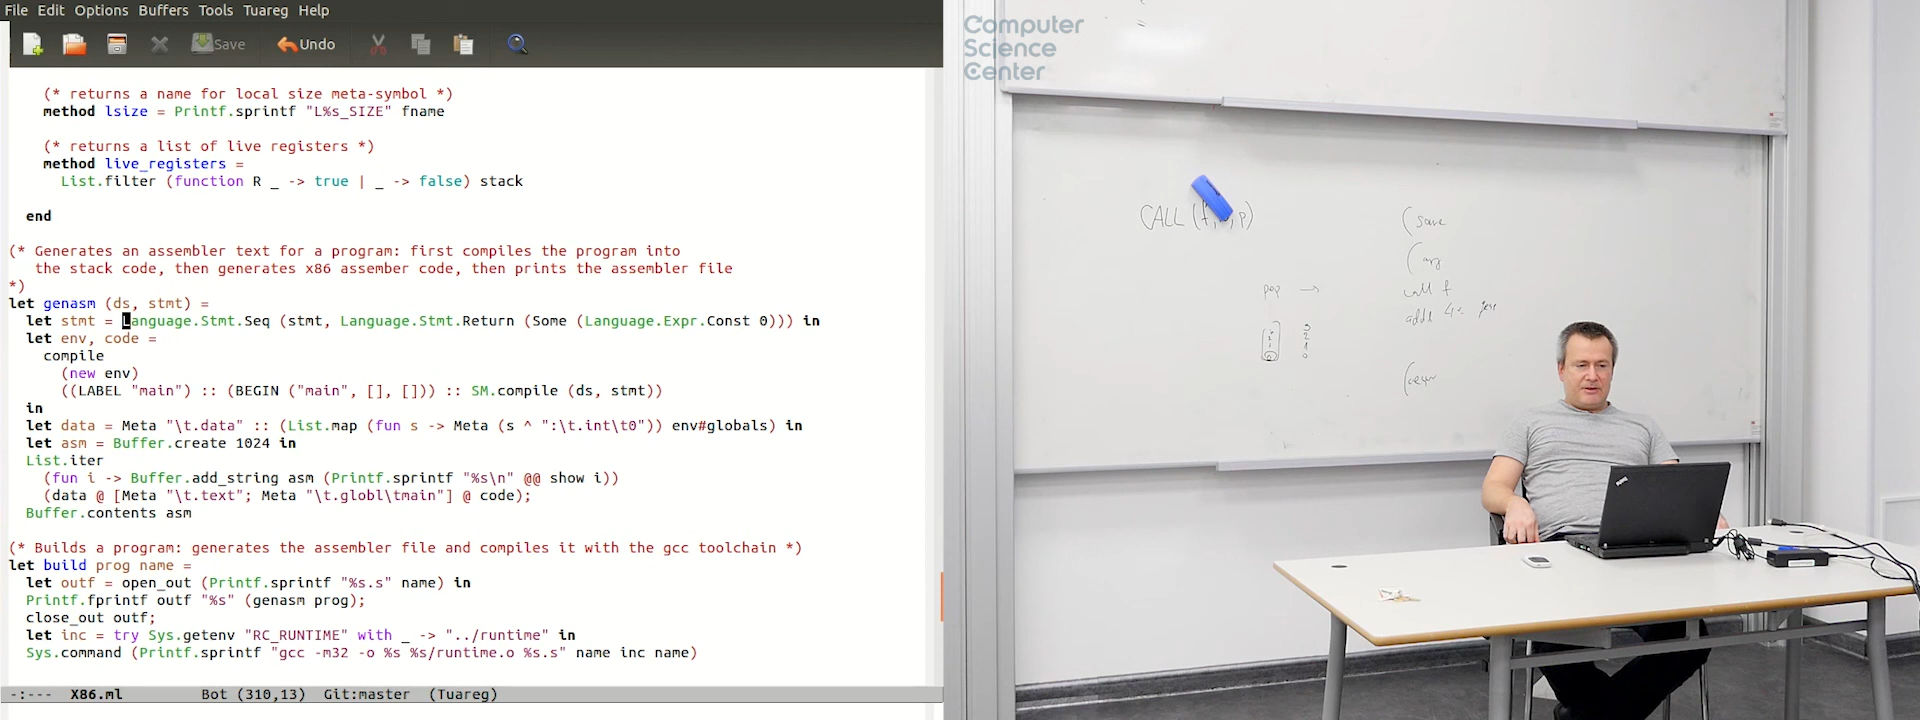 File Edit Options Buffers Tools Tuareg Help
Save Undo
(* returns a name for local size meta-symbol *)
method lsize = Printf.sprintf "L%s_SIZE" fname
(* returns a list of live registers *)
method live_registers =
List.filter (function R _ -> true | _ -> false) stack
end
(* Generates an assembler text for a program: first compiles the program into
the stack code, then generates x86 assember code, then prints the assembler file
*)
let genasm (ds, stmt) =
let stmt = Language.Stmt.Seq (stmt, Language.Stmt.Return (Some (Language.Expr.Const 0))) in
let env, code =
compile
(new env)
((LABEL "main") :: (BEGIN ("main", [], [])) :: SM.compile (ds, stmt))
in
let data = Meta "\t.data" :: (List.map (fun s -> Meta (s ^ ":\t.int\t0")) env#globals) in
let asm = Buffer.create 1024 in
List.iter
(fun i -> Buffer.add_string asm (Printf.sprintf "%s\n" @@ show i))
(data @ [Meta "\t.text"; Meta "\t.globl\tmain"] @ code);
Buffer.contents asm
(* Builds a program: generates the assembler file and compiles it with the gcc toolchain *)
let build prog name =
let outf = open_out (Printf.sprintf "%s.s" name) in
Printf.fprintf outf "%s" (genasm prog);
close_out outf;
let inc = try Sys.getenv "RC_RUNTIME" with _ -> "../runtime" in
Sys.command (Printf.sprintf "gcc -m32 -o %s %s/runtime.o %s.s" name inc name)
-:--- X86.ml Bot (310,13) Git:master (Tuareg)
Computer
Science
Center
CALL (f, , p)
(save
(arg
pop →
call f
3
2
1
0